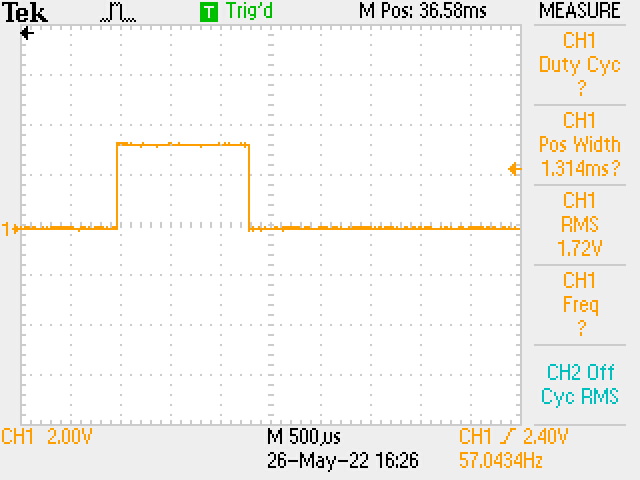 Tek T Trig'd M Pos: 36.58ms MEASURE
CH1
Duty Cyc
?
CH1
Pos Width
1.314ms?
1
CH1
RMS
1.72V
CH1
Freq
?
CH2 Off
Cyc RMS
CH1 2.00V M 500µs CH1 2.40V
26-May-22 16:26 57.0434Hz